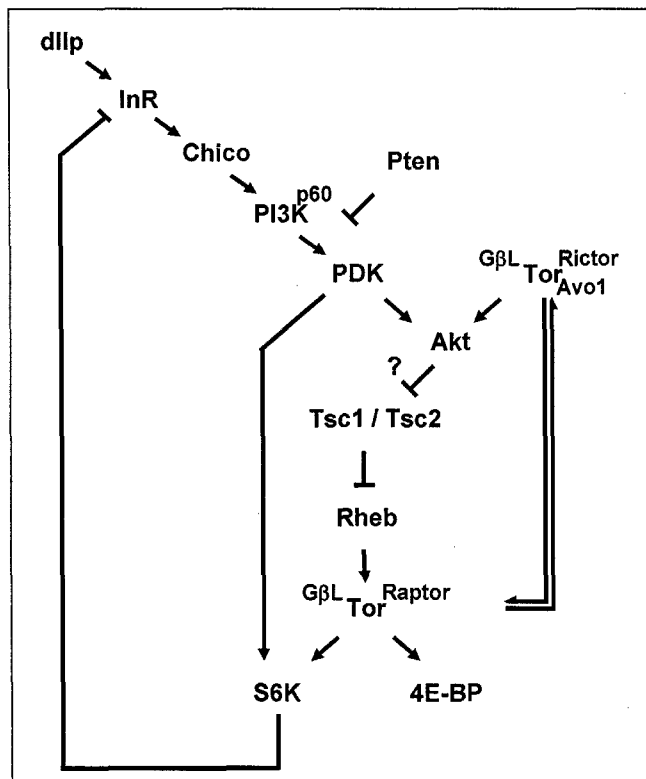 dIlp
InR
Chico
Pten
PI3K p60
PDK
GβL Tor Rictor Avo1
Akt
?
Tsc1 / Tsc2
Rheb
GβL Tor Raptor
S6K 4E-BP